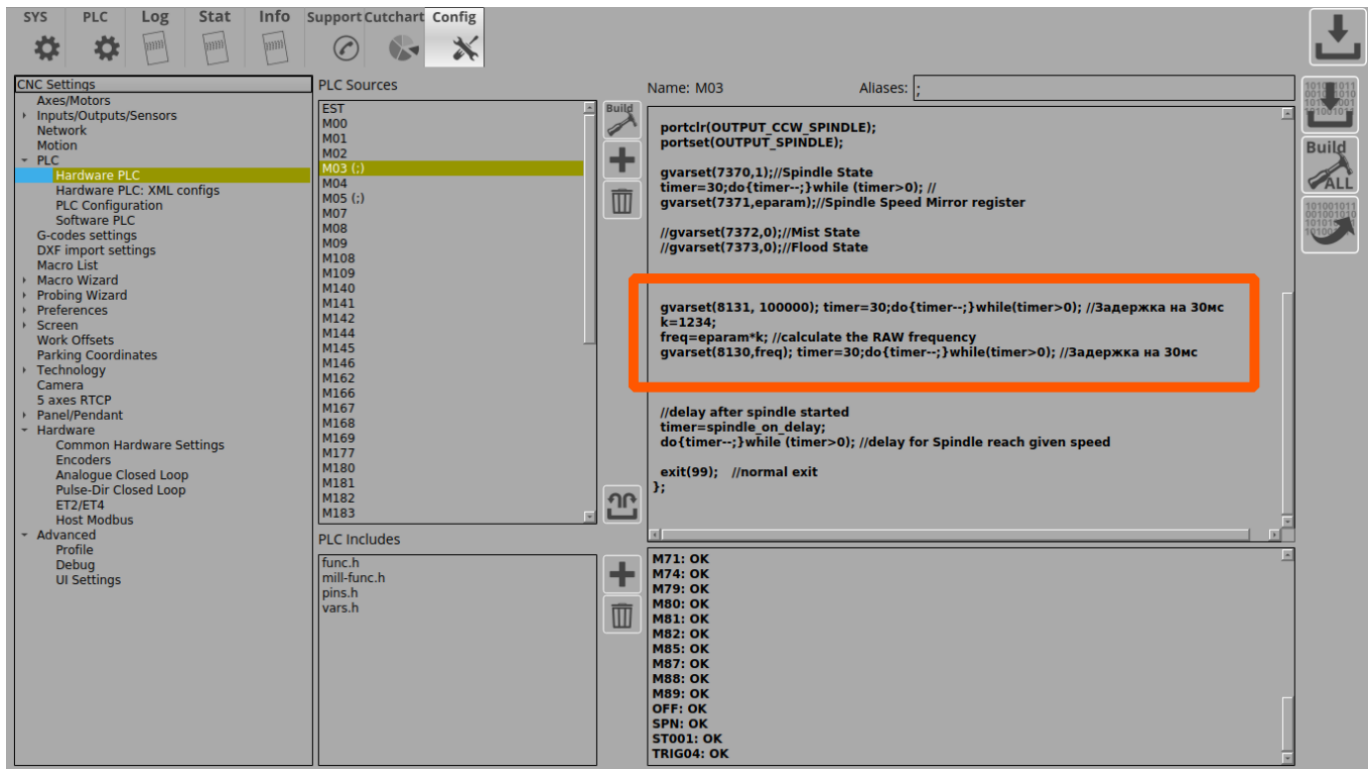 SYS PLC Log Stat Info Support Cutchart Config
CNC Settings
Axes/Motors
Inputs/Outputs/Sensors
Network
Motion
PLC
Hardware PLC
Hardware PLC: XML configs
PLC Configuration
Software PLC
G-codes settings
DXF import settings
Macro List
Macro Wizard
Probing Wizard
Preferences
Screen
Work Offsets
Parking Coordinates
Technology
Camera
5 axes RTCP
Panel/Pendant
Hardware
Common Hardware Settings
Encoders
Analogue Closed Loop
Pulse-Dir Closed Loop
ET2/ET4
Host Modbus
Advanced
Profile
Debug
UI Settings
PLC Sources
EST
M00
M01
M02
M03 (;)
M04
M05 (;)
M07
M08
M09
M108
M109
M140
M141
M142
M144
M145
M146
M162
M166
M167
M168
M169
M177
M180
M181
M182
M183
Build
PLC Includes
func.h
mill-func.h
pins.h
vars.h
Name: M03 Aliases: ;
portclr(OUTPUT_CCW_SPINDLE);
portset(OUTPUT_SPINDLE);
gvarset(7370,1);//Spindle State
timer=30;do{timer--;}while (timer>0); //
gvarset(7371,eparam);//Spindle Speed Mirror register
//gvarset(7372,0);//Mist State
//gvarset(7373,0);//Flood State
gvarset(8131, 100000); timer=30;do{timer--;}while(timer>0); //Задержка на 30мс
k=1234;
freq=eparam*k; //calculate the RAW frequency
gvarset(8130,freq); timer=30;do{timer--;}while(timer>0); //Задержка на 30мс
//delay after spindle started
timer=spindle_on_delay;
do{timer--;}while (timer>0); //delay for Spindle reach given speed
exit(99); //normal exit
};
M71: OK
M74: OK
M79: OK
M80: OK
M81: OK
M82: OK
M85: OK
M87: OK
M88: OK
M89: OK
OFF: OK
SPN: OK
ST001: OK
TRIG04: OK
Build
ALL